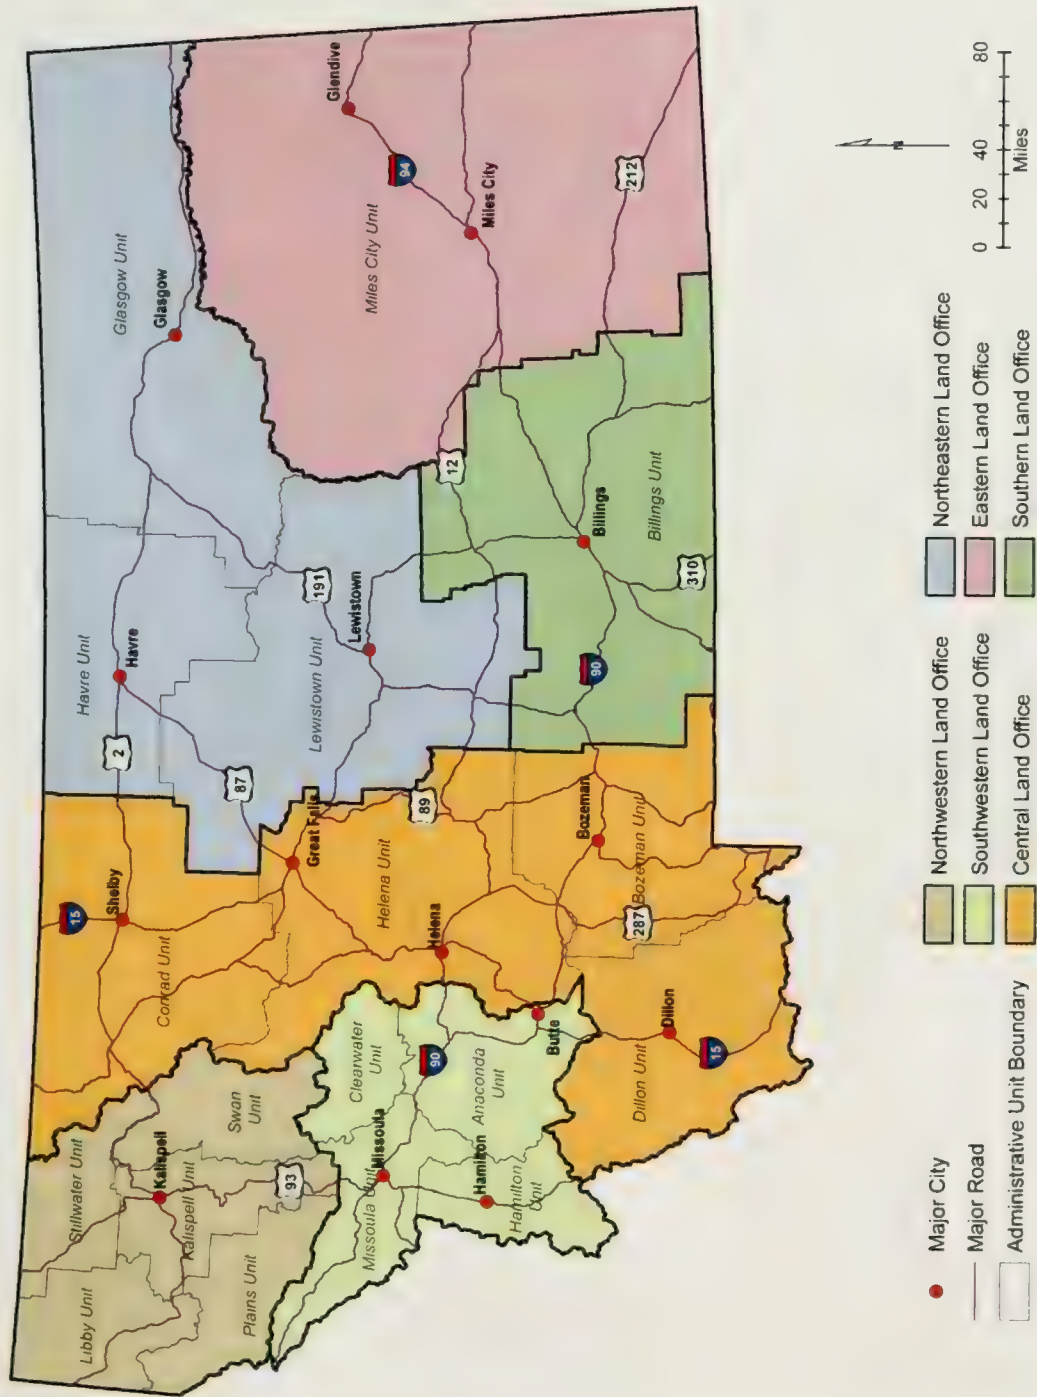 Stillwater Unit
Libby Unit
Kalispell
Kalispell Unit
Swan
Unit
Plains Unit
93
15
Shelby
Conrad Unit
2
Havre Unit
Havre
87
Glasgow Unit
Glasgow
Great Falls
Lewistown Unit
191
Lewistown
Miles City Unit
94
Glendive
Miles City
Clearwater
Unit
Missoula
Missoula Unit
90
Helena Unit
Helena
89
12
Anaconda
Unit
Hamilton
Hamilton
Unit
Butte
Bozeman
Bozeman Unit
287
90
Billings
Billings Unit
310
212
Dillon
Dillon Unit
15
N
Major City
Major Road
Administrative Unit Boundary
Northwestern Land Office
Southwestern Land Office
Central Land Office
Northeastern Land Office
Eastern Land Office
Southern Land Office
0 20 40 80
Miles